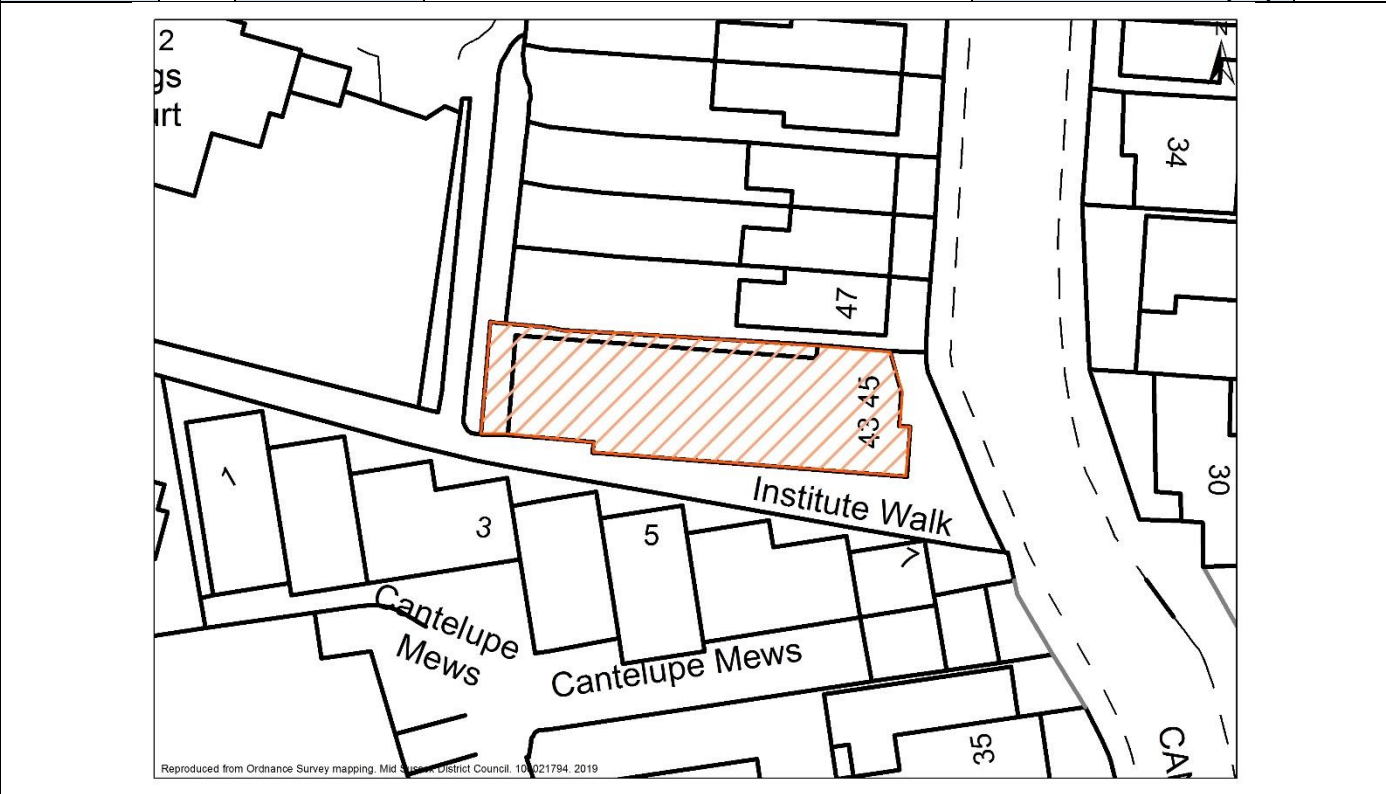 2
gs
urt
N
34
47
43 45
Institute Walk
30
1
3
5
7
Cantelupe
Mews
Cantelupe Mews
35
CAN
Reproduced from Ordnance Survey mapping. Mid Sussex District Council. 100021794. 2019